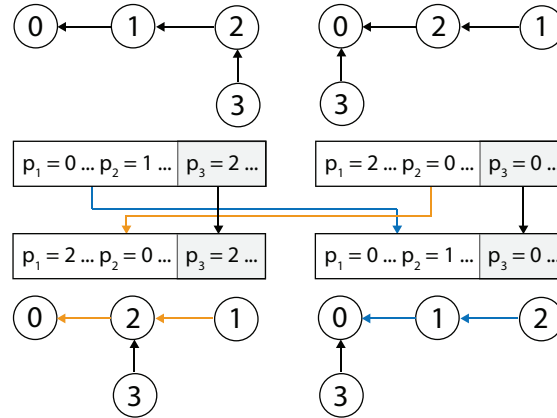 0 1 2 0 2 1
3 3
p₁ = 0 ... p₂ = 1 ... p₃ = 2 ... p₁ = 2 ... p₂ = 0 ... p₃ = 0 ...
p₁ = 2 ... p₂ = 0 ... p₃ = 2 ... p₁ = 0 ... p₂ = 1 ... p₃ = 0 ...
0 2 1 0 1 2
3 3